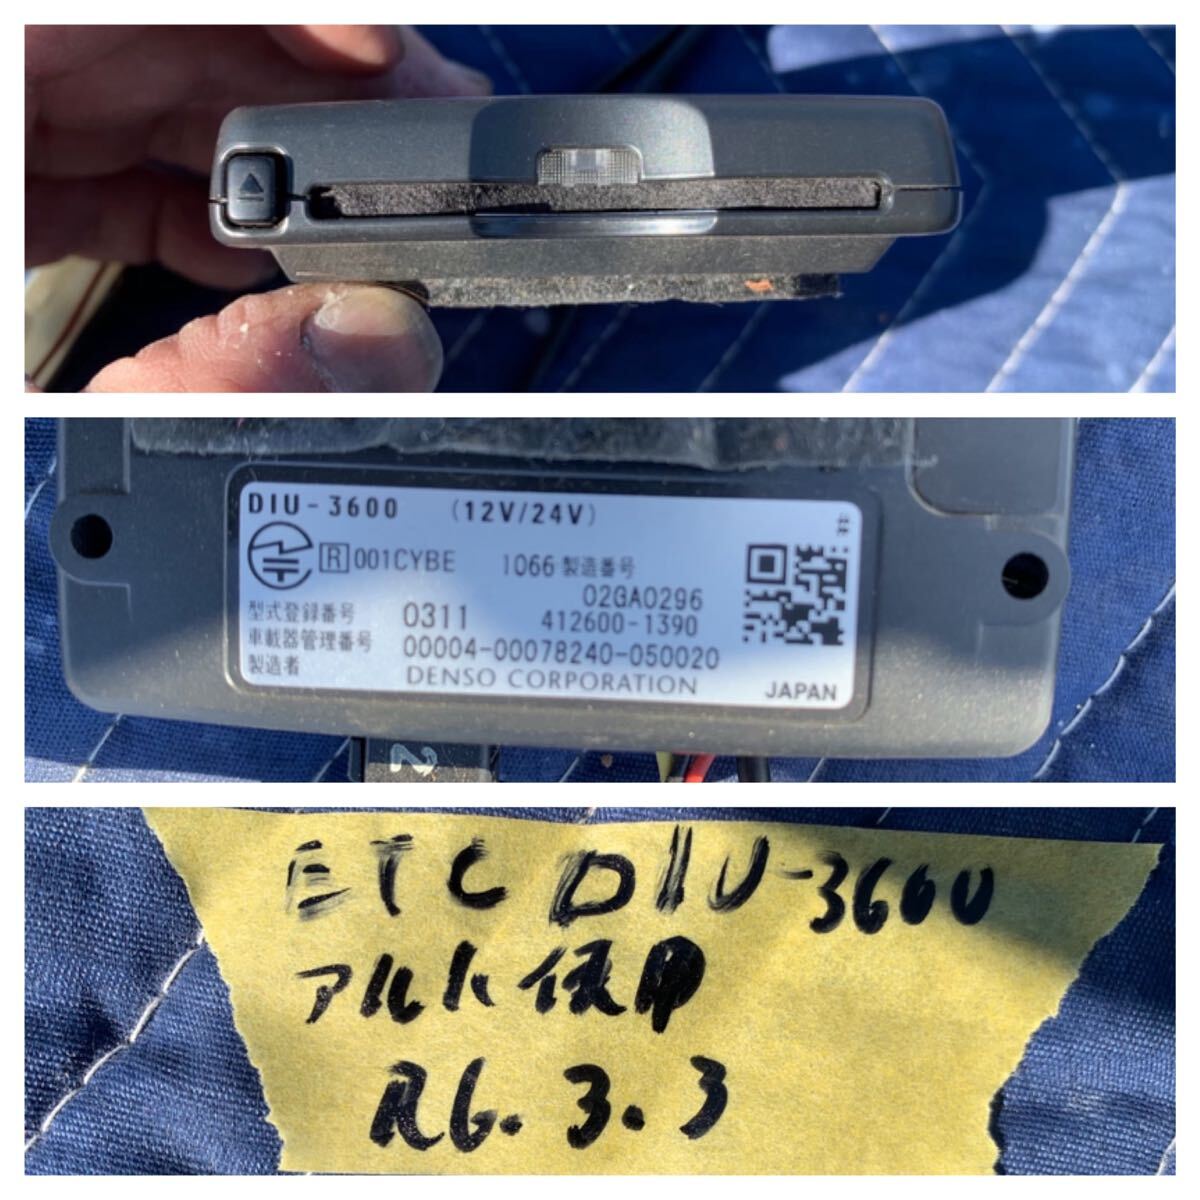 DIU-3600 (12V/24V)
R 001CYBE 1066 製造番号
02GA0296
型式登録番号 0311 412600-1390
車載器管理番号 00004-00078240-050020
製造者 DENSO CORPORATION JAPAN
2
ETC DIU-3600
アルト使用
R6.3.3